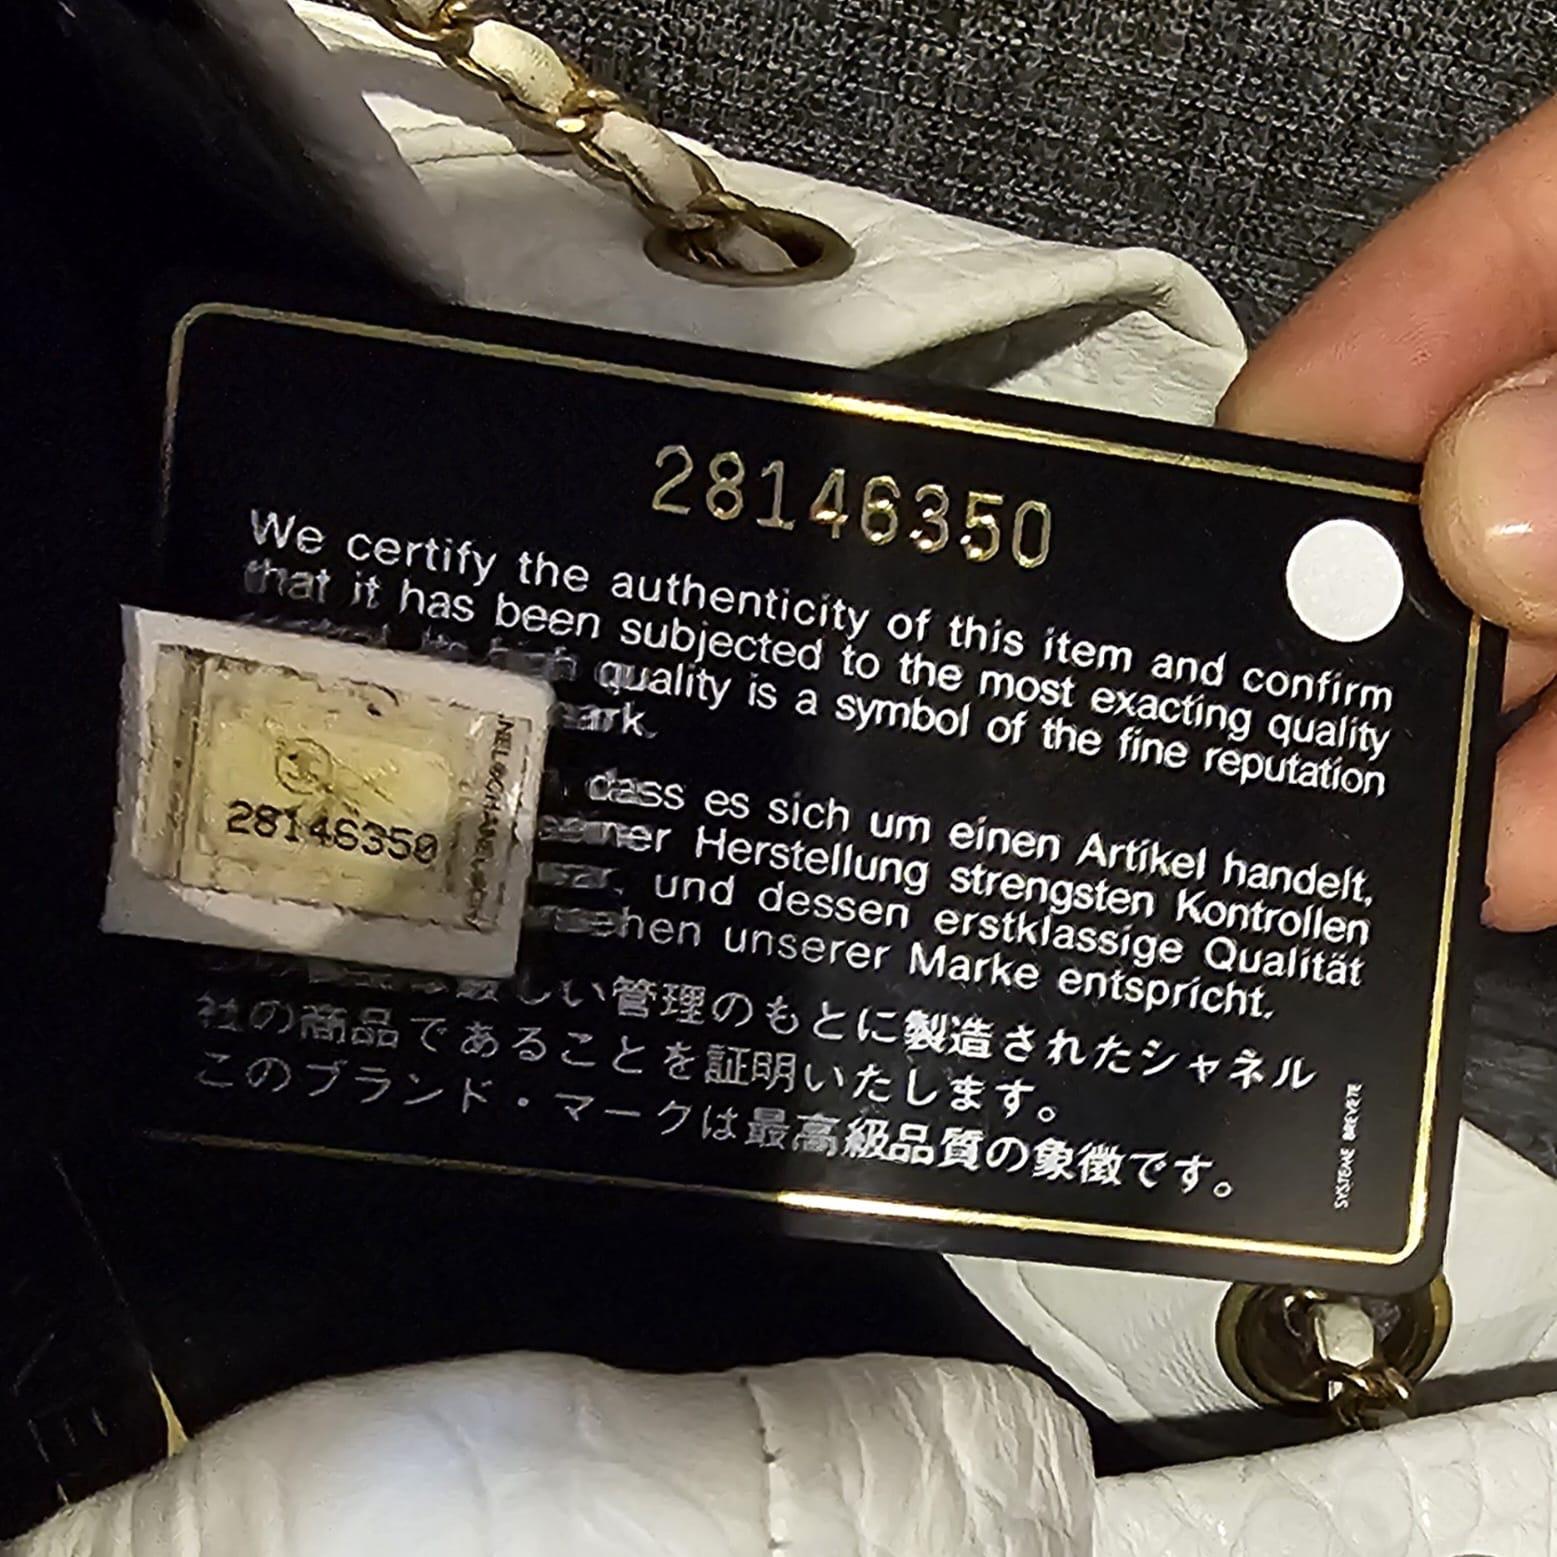 28146350
We certify the authenticity of this item and confirm
that it has been subjected to the most exacting quality
quality is a symbol of the fine reputation
ark.
dass es sich um einen Artikel handelt,
einer Herstellung strengsten Kontrollen
und dessen erstklassige Qualität
unserer Marke entspricht.
しい管理のもとに製造されたシャネル
社の商品であることを証明いたします。
このブランド・マークは最高級品質の象徴です。
SYSTEME BREVETE
28146350